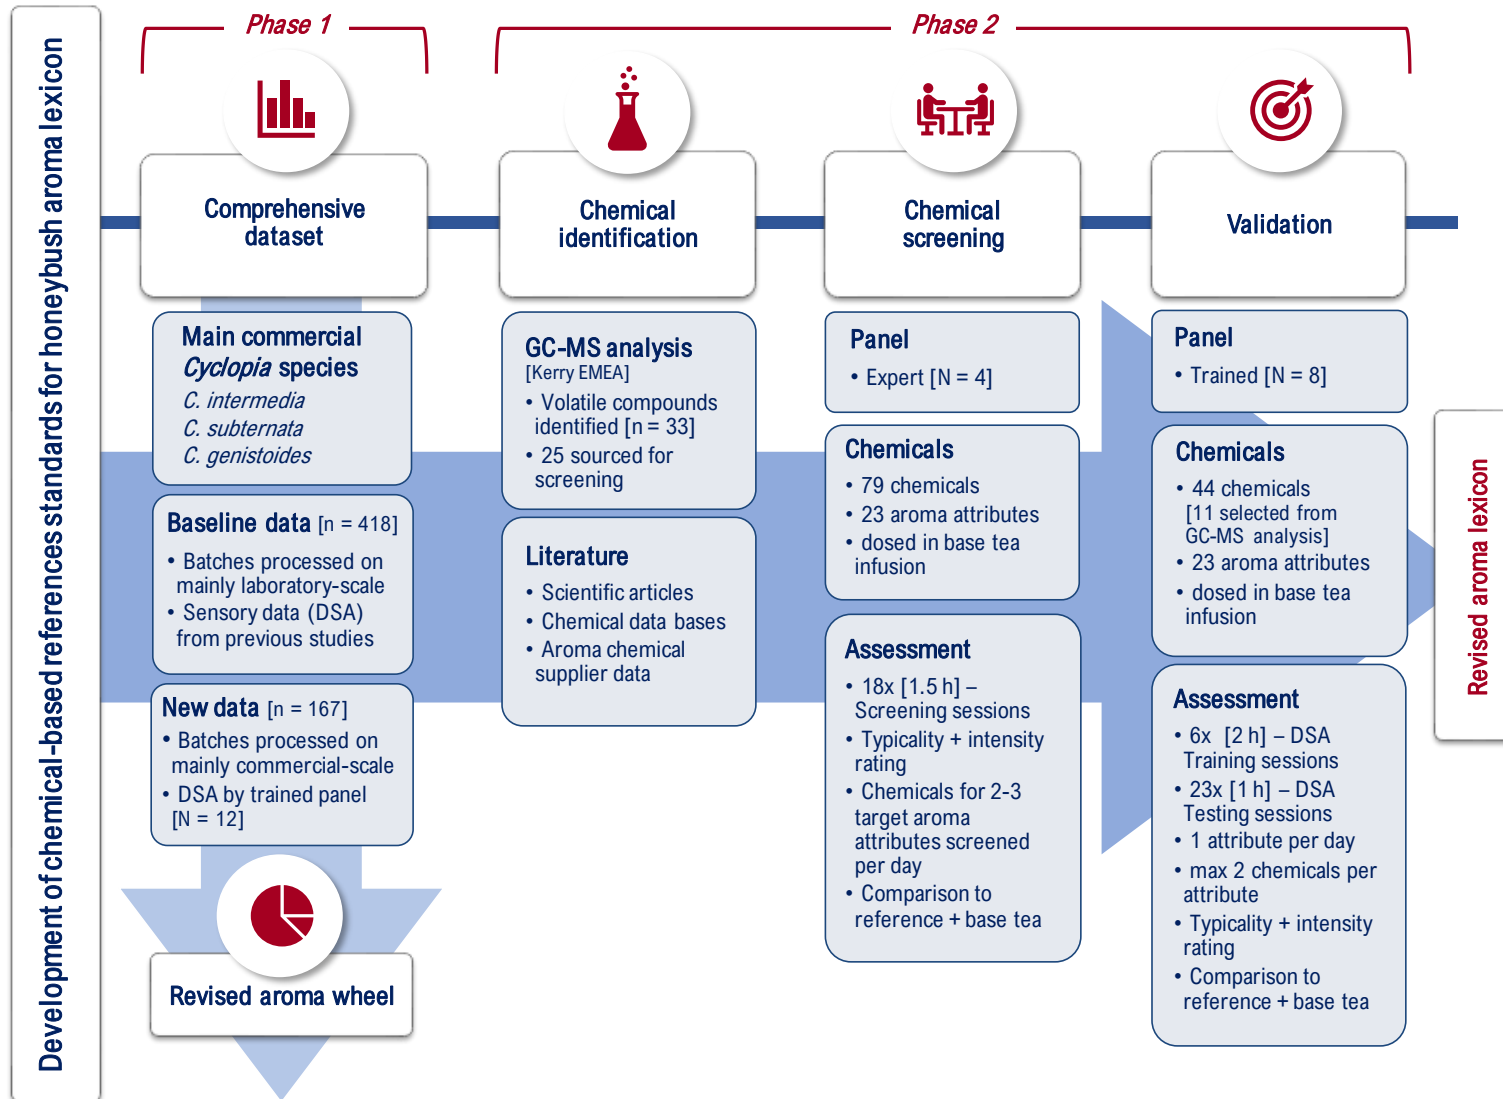 Development of chemical-based references standards for honeybush aroma lexicon
Phase 1
Phase 2
Comprehensive
dataset
Main commercial
Cyclopia species
C. intermedia
C. subternata
C. genistoides
Baseline data [n = 418]
• Batches processed on
mainly laboratory-scale
• Sensory data (DSA)
from previous studies
New data [n = 167]
• Batches processed on
mainly commercial-scale
• DSA by trained panel
[N = 12]
Revised aroma wheel
Chemical
identification
GC-MS analysis
[Kerry EMEA]
• Volatile compounds
identified [n = 33]
• 25 sourced for
screening
Literature
• Scientific articles
• Chemical data bases
• Aroma chemical
supplier data
Chemical
screening
Panel
• Expert [N = 4]
Chemicals
• 79 chemicals
• 23 aroma attributes
• dosed in base tea
infusion
Assessment
• 18x [1.5 h] –
Screening sessions
• Typicality + intensity
rating
• Chemicals for 2-3
target aroma
attributes screened
per day
• Comparison to
reference + base tea
Validation
Panel
• Trained [N = 8]
Chemicals
• 44 chemicals
[11 selected from
GC-MS analysis]
• 23 aroma attributes
• dosed in base tea
infusion
Assessment
• 6x [2 h] – DSA
Training sessions
• 23x [1 h] – DSA
Testing sessions
• 1 attribute per day
• max 2 chemicals per
attribute
• Typicality + intensity
rating
• Comparison to
reference + base tea
Revised aroma lexicon